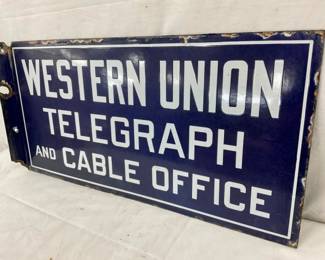 WESTERN UNION
TELEGRAPH
AND CABLE OFFICE